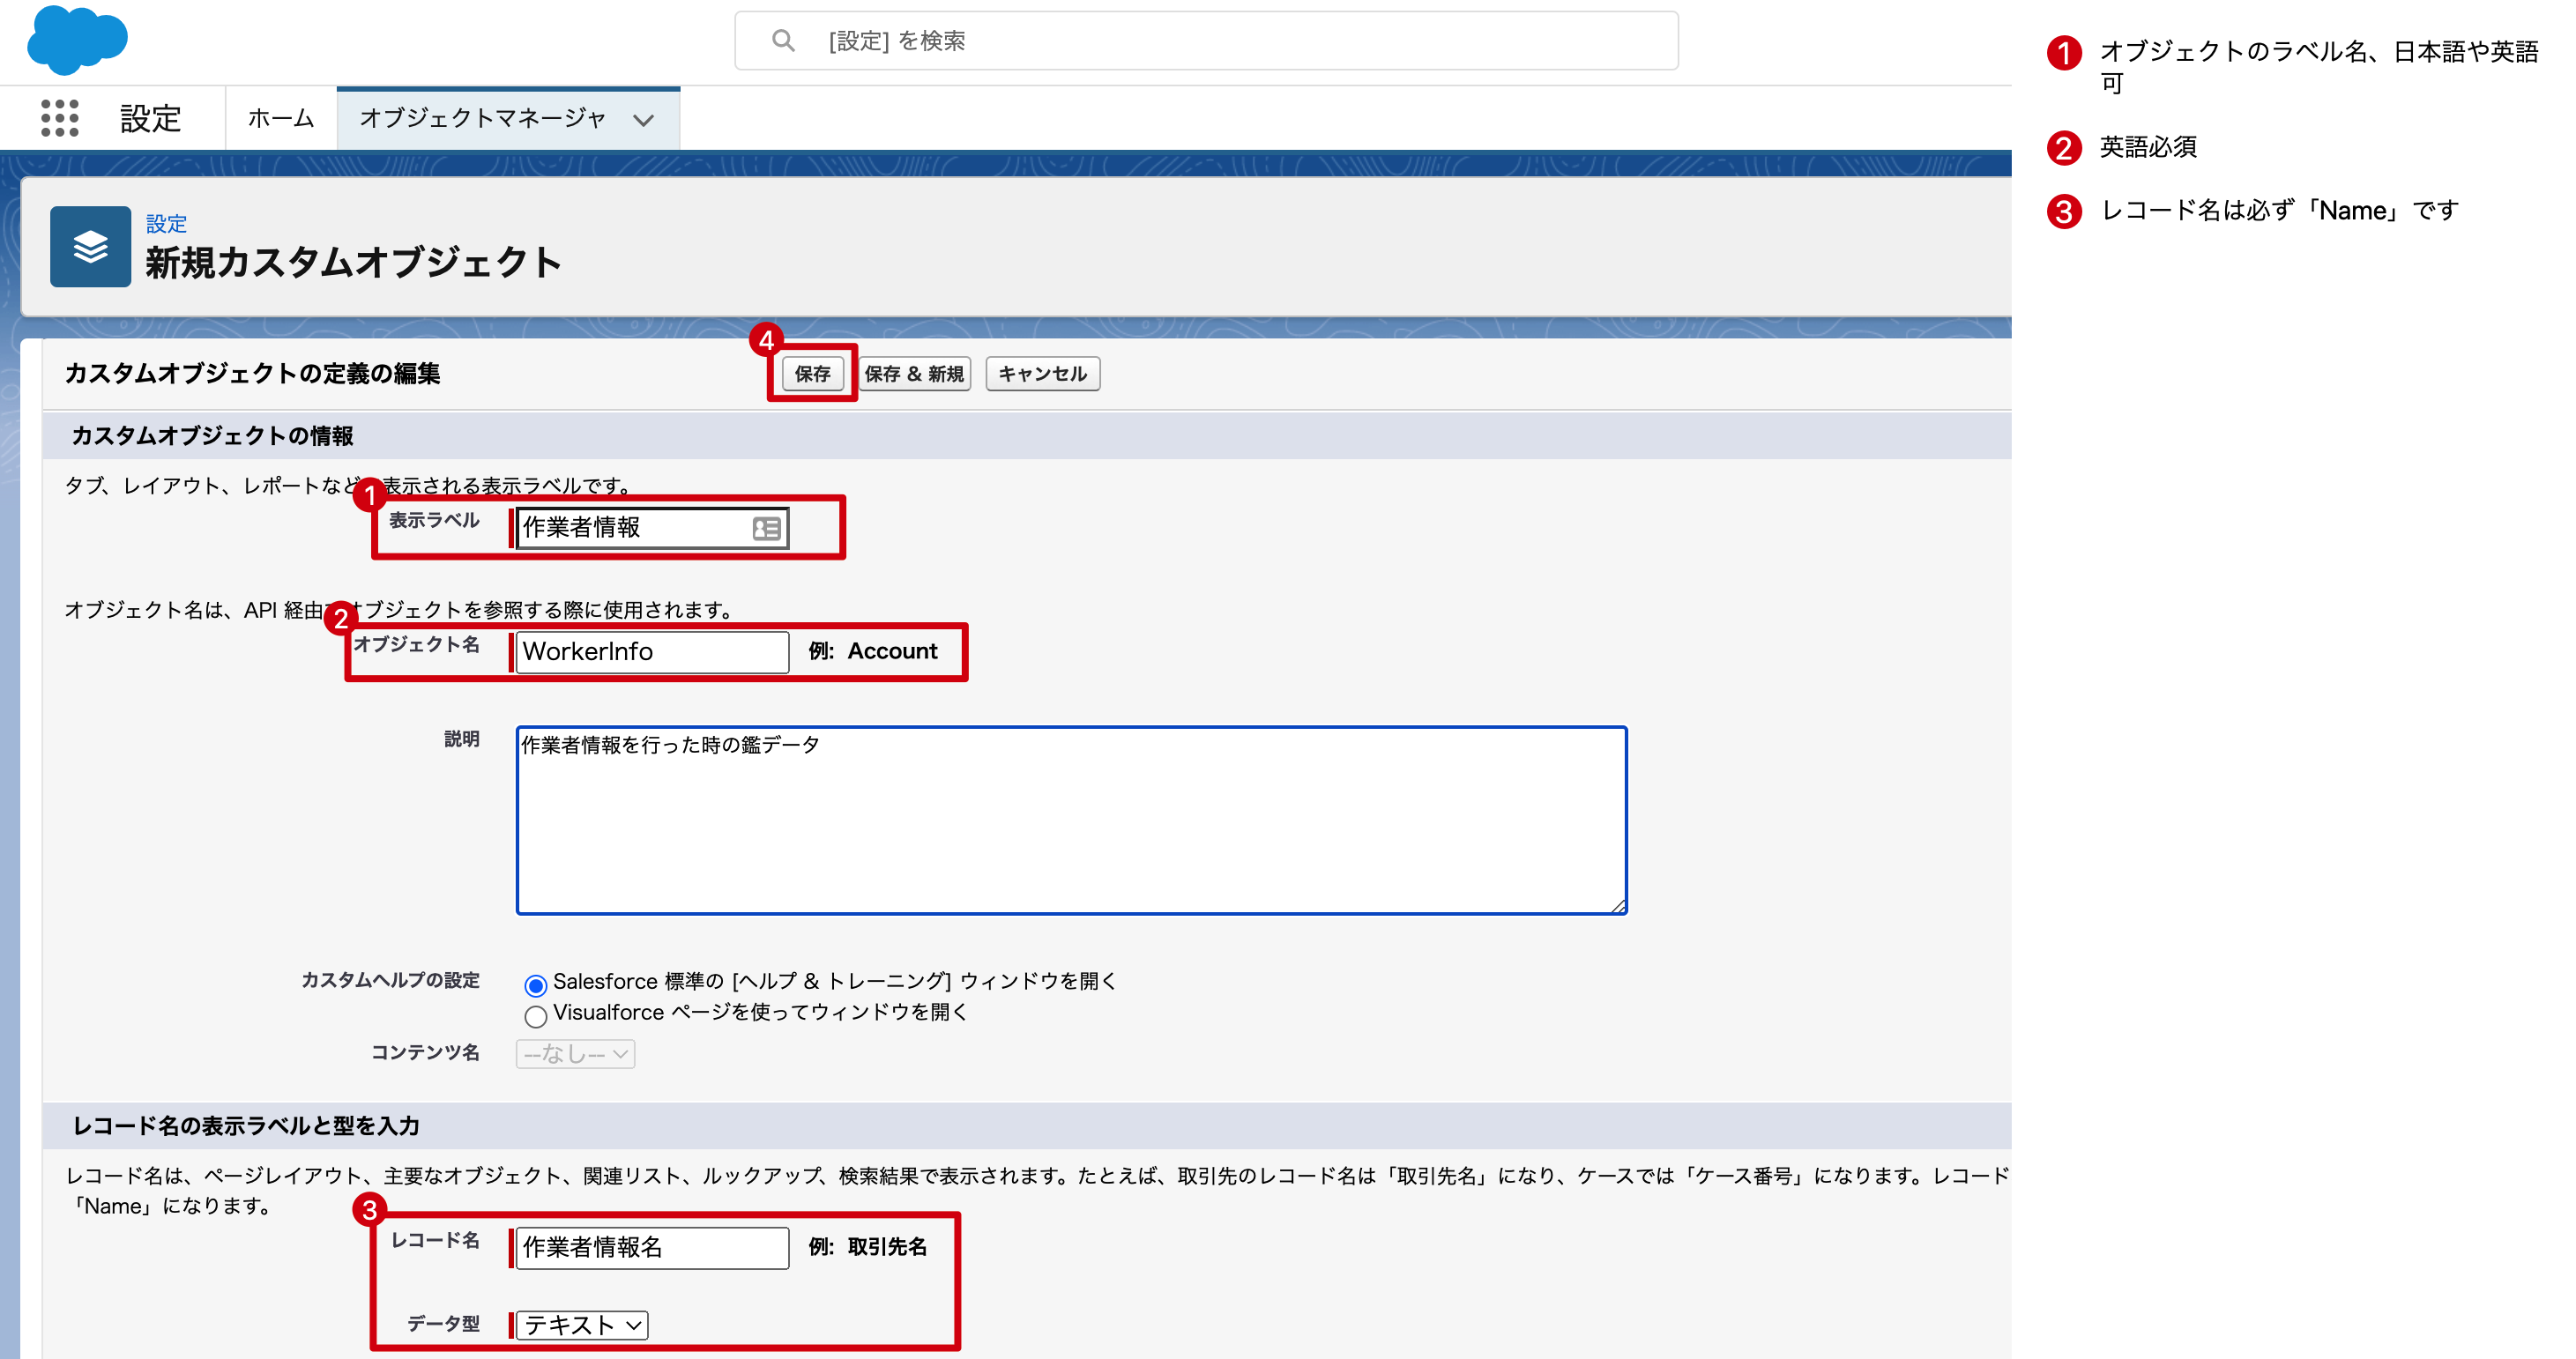 [設定] を検索
設定
ホーム
オブジェクトマネージャ
設定
新規カスタムオブジェクト
カスタムオブジェクトの定義の編集
4
保存
保存 & 新規
キャンセル
カスタムオブジェクトの情報
タブ、レイアウト、レポートなど 表示される表示ラベルです。
1
表示ラベル
作業者情報
オブジェクト名は、API 経由 オブジェクトを参照する際に使用されます。
2
オブジェクト名
WorkerInfo
例: Account
説明
作業者情報を行った時の鑑データ
カスタムヘルプの設定
Salesforce 標準の [ヘルプ & トレーニング] ウィンドウを開く
Visualforce ページを使ってウィンドウを開く
コンテンツ名
--なし--
レコード名の表示ラベルと型を入力
レコード名は、ページレイアウト、主要なオブジェクト、関連リスト、ルックアップ、検索結果で表示されます。たとえば、取引先のレコード名は「取引先名」になり、ケースでは「ケース番号」になります。レコード
「Name」になります。
3
レコード名
作業者情報名
例: 取引先名
データ型
テキスト
1 オブジェクトのラベル名、日本語や英語
可
2 英語必須
3 レコード名は必ず「Name」です